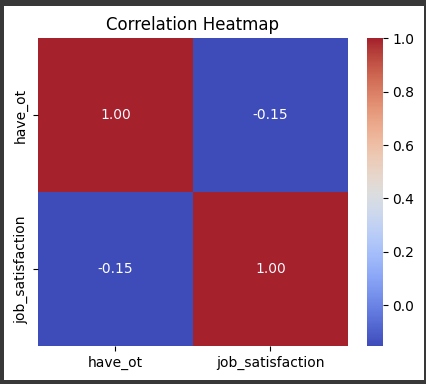 Correlation Heatmap
have_ot
1.00
-0.15
job_satisfaction
-0.15
1.00
have_ot
job_satisfaction
1.0
0.8
0.6
0.4
0.2
0.0